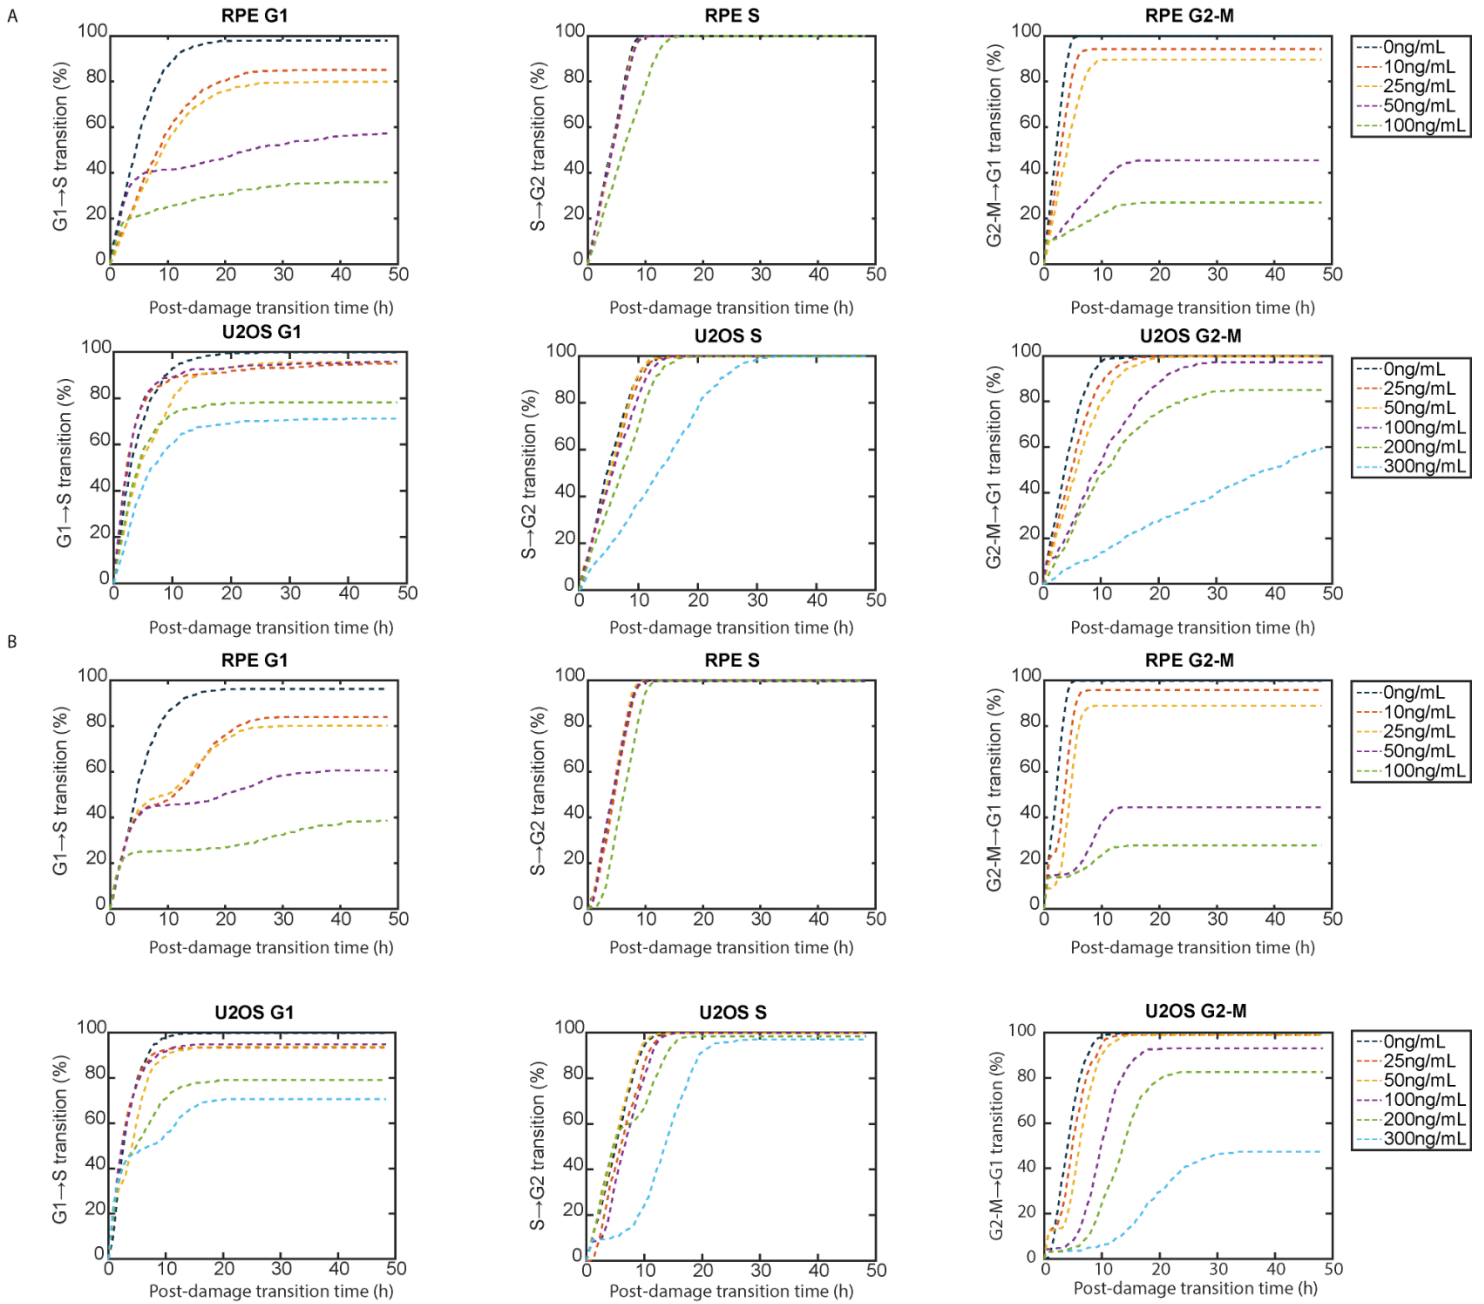 A
RPE G1
RPE S
RPE G2-M
G1→S transition (%)
100
80
60
40
20
0
0 10 20 30 40 50
Post-damage transition time (h)
S→G2 transition (%)
100
80
60
40
20
0
0 10 20 30 40 50
Post-damage transition time (h)
G2-M→G1 transition (%)
100
80
60
40
20
0
0 10 20 30 40 50
Post-damage transition time (h)
0ng/mL
10ng/mL
25ng/mL
50ng/mL
100ng/mL
U2OS G1
U2OS S
U2OS G2-M
G1→S transition (%)
100
80
60
40
20
0
0 10 20 30 40 50
Post-damage transition time (h)
S→G2 transition (%)
100
80
60
40
20
0
0 10 20 30 40 50
Post-damage transition time (h)
G2-M→G1 transition (%)
100
80
60
40
20
0
0 10 20 30 40 50
Post-damage transition time (h)
0ng/mL
25ng/mL
50ng/mL
100ng/mL
200ng/mL
300ng/mL
B
RPE G1
RPE S
RPE G2-M
G1→S transition (%)
100
80
60
40
20
0
0 10 20 30 40 50
Post-damage transition time (h)
S→G2 transition (%)
100
80
60
40
20
0
0 10 20 30 40 50
Post-damage transition time (h)
G2-M→G1 transition (%)
100
80
60
40
20
0
0 10 20 30 40 50
Post-damage transition time (h)
0ng/mL
10ng/mL
25ng/mL
50ng/mL
100ng/mL
U2OS G1
U2OS S
U2OS G2-M
G1→S transition (%)
100
80
60
40
20
0
0 10 20 30 40 50
Post-damage transition time (h)
S→G2 transition (%)
100
80
60
40
20
0
0 10 20 30 40 50
Post-damage transition time (h)
G2-M→G1 transition (%)
100
80
60
40
20
0
0 10 20 30 40 50
Post-damage transition time (h)
0ng/mL
25ng/mL
50ng/mL
100ng/mL
200ng/mL
300ng/mL